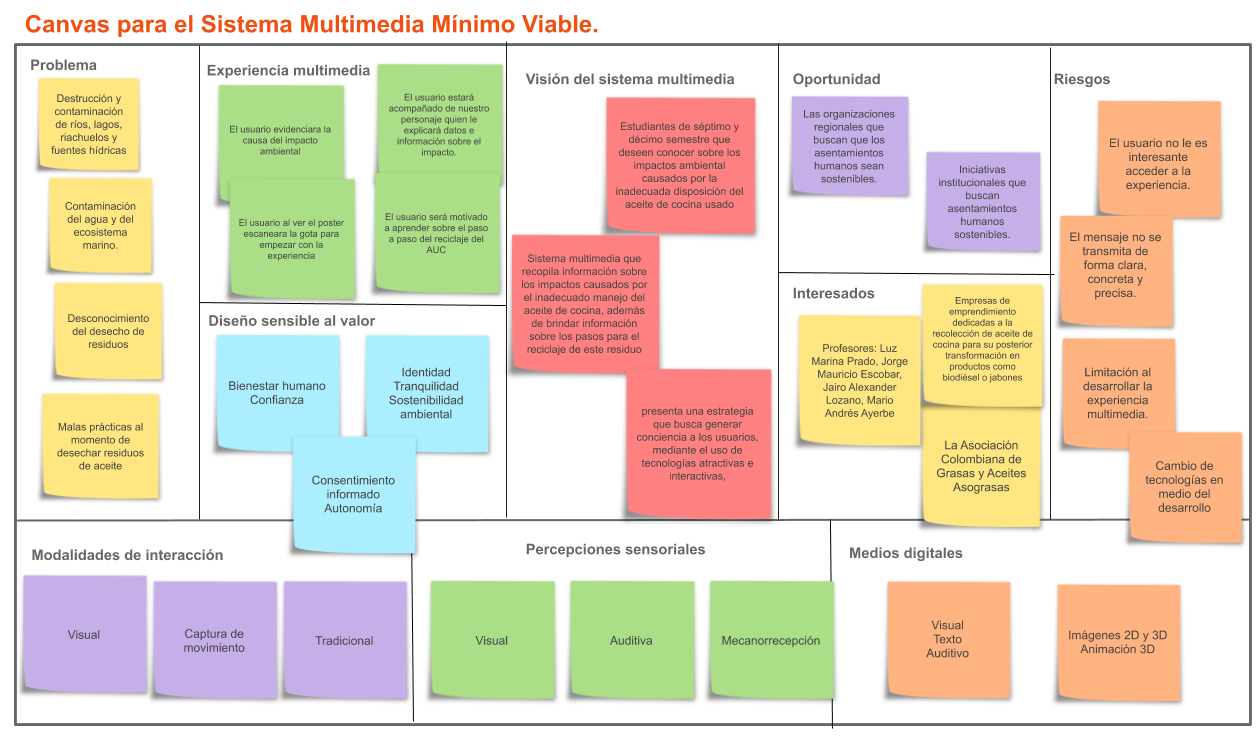 Canvas para el Sistema Multimedia Mínimo Viable.
Problema
Destrucción y
contaminación
de ríos, lagos,
riachuelos y
fuentes hídricas
Contaminación
del agua y del
ecosistema
marino.
Desconocimiento
del desecho de
residuos
Malas prácticas al
momento de
desechar residuos
de aceite
Experiencia multimedia
El usuario evidenciara la
causa del impacto
ambiental
El usuario estará
acompañado de nuestro
personaje quien le
explicará datos e
información sobre el
impacto.
El usuario al ver el poster
escaneara la gota para
empezar con la
experiencia
El usuario será motivado
a aprender sobre el paso
a paso del reciclaje del
AUC
Diseño sensible al valor
Bienestar humano
Confianza
Identidad
Tranquilidad
Sostenibilidad
ambiental
Consentimiento
informado
Autonomía
Visión del sistema multimedia
Estudiantes de séptimo y
décimo semestre que
deseen conocer sobre los
impactos ambiental
causados por la
inadecuada disposición del
aceite de cocina usado
Sistema multimedia que
recopila información sobre
los impactos causados por
el inadecuado manejo del
aceite de cocina, además
de brindar información
sobre los pasos para el
reciclaje de este residuo
presenta una estrategia
que busca generar
conciencia a los usuarios,
mediante el uso de
tecnologías atractivas e
interactivas,
Oportunidad
Las organizaciones
regionales que
buscan que los
asentamientos
humanos sean
sostenibles.
Iniciativas
institucionales que
buscan
asentamientos
humanos
sostenibles.
Interesados
Profesores: Luz
Marina Prado, Jorge
Mauricio Escobar,
Jairo Alexander
Lozano, Mario
Andrés Ayerbe
Empresas de
emprendimiento
dedicadas a la
recolección de aceite de
cocina para su posterior
transformación en
productos como
biodiésel o jabones
La Asociación
Colombiana de
Grasas y Aceites
Asograsas
Riesgos
El usuario no le es
interesante
acceder a la
experiencia.
El mensaje no se
transmita de
forma clara,
concreta y
precisa.
Limitación al
desarrollar la
experiencia
multimedia.
Cambio de
tecnologías en
medio del
desarrollo
Modalidades de interacción
Visual
Captura de
movimiento
Tradicional
Percepciones sensoriales
Visual
Auditiva
Mecanorrecepción
Medios digitales
Visual
Texto
Auditivo
Imágenes 2D y 3D
Animación 3D